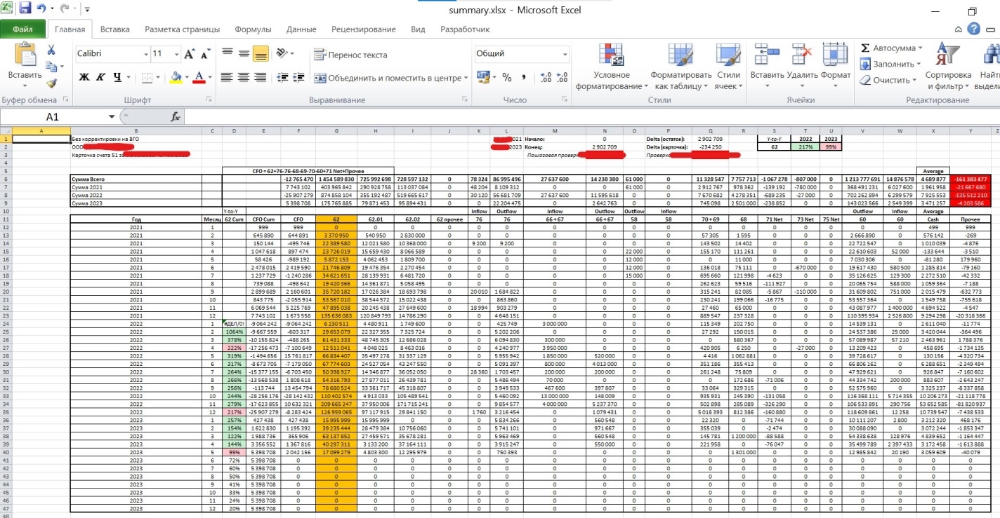 summary.xlsx - Microsoft Excel
Файл Главная Вставка Разметка страницы Формулы Данные Рецензирование Вид Разработчик
Вставить
Calibri 11
Ж К Ч
Перенос текста
Объединить и поместить в центре
Общий
% ,00 ,0
Условное форматирование
Форматировать как таблицу
Стили ячеек
Вставить Удалить Формат
Σ Автосумма
Заполнить
Очистить
Сортировка и фильтр
Буфер обмена Шрифт Выравнивание Число Стили Ячейки Редактирование
A1 fx
A B C D E F G H I J K L M N O P Q R S T U V W X Y
1 Без корректировки на ВГО 021 Начало: 0 Delta (остаток): 2 902 709 Y-to-Y 2022 2023
2 ООО 2023 Конец: 2 902 709 Delta (карточка): -234 250 62 217% 99%
3 Карточка счета 51 за Пошаговая провер Проверка
4
5 CFO = 62+76-76-68-69-70-60+71 Net+Прочее Average
6 Сумма Всего -12 765 470 1 454 589 830 725 992 698 728 597 132 0 78 324 86 995 496 27 637 600 14 238 380 61 000 0 11 328 547 7 757 713 -1 067 278 -807 000 0 1 213 777 691 14 876 578 4 689 877 -161 383 477
7 Сумма 2021 7 743 102 403 965 842 290 928 758 113 037 084 0 48 204 8 109 312 0 0 61 000 0 2 912 767 978 362 -139 192 -780 000 0 368 491 231 6 027 600 1 961 958 -21 667 680
8 Сумма 2022 -25 907 279 874 858 104 355 192 487 519 665 617 0 30 120 56 681 709 27 637 600 11 595 618 0 0 7 670 682 4 278 351 -689 235 -27 000 0 702 262 894 6 299 579 7 925 553 -135 512 210
9 Сумма 2023 5 398 708 175 765 885 79 871 453 95 894 431 0 0 22 204 475 0 2 642 763 0 0 745 098 2 501 000 -238 852 0 0 143 023 566 2 549 399 3 471 257 -4 203 586
10 Y-to-Y Inflow Outflow Inflow Outflow Outflow Inflow Outflow Inflow Average
11 Год Месяц 62 Cum CFO Cum CFO 62 62.01 62.02 62 прочее 76 76 66 + 67 66 + 67 58 58 70 + 69 68 71 Net 73 Net 75 Net 60 60 Cash Прочее
12 2021 1 999 999 0 0 0 0 0 0 0 0 0 0 0 0 0 0 0 0 0 499 999
13 2021 2 645 890 644 891 3 370 950 540 950 2 830 000 0 0 0 0 0 0 0 57 305 1 595 0 0 0 2 666 890 0 576 142 -269
14 2021 3 150 144 -495 746 22 389 580 12 021 580 10 368 000 0 9 200 9 200 0 0 0 0 143 502 14 402 0 0 0 22 722 547 0 1 010 039 -4 876
15 2021 4 1 047 618 897 474 23 726 019 15 659 430 8 066 589 0 0 0 0 0 22 000 0 155 170 111 261 0 0 0 22 610 603 52 000 -133 644 -3 510
16 2021 5 58 426 -989 192 5 872 153 4 062 453 1 809 700 0 0 0 0 0 12 000 0 0 11 000 0 0 0 7 030 306 0 -81 280 179 960
17 2021 6 2 478 015 2 419 590 21 746 809 19 476 354 2 270 454 0 0 0 0 0 12 000 0 136 018 75 111 0 -670 000 0 19 617 430 580 500 1 285 814 -79 160
18 2021 7 1 237 729 -1 240 286 34 621 651 28 139 931 6 481 720 0 0 0 0 0 15 000 0 695 660 121 998 -4 623 0 0 35 126 625 129 300 2 272 510 -42 332
19 2021 8 739 088 -498 642 19 420 366 14 361 871 5 058 495 0 0 0 0 0 0 0 262 623 59 516 -111 927 0 0 20 065 754 588 000 1 059 364 -7 188
20 2021 9 2 899 689 2 160 601 35 720 182 17 026 384 18 693 798 0 20 010 1 684 822 0 0 0 0 315 241 82 085 -5 867 -110 000 0 31 609 802 751 000 2 015 479 -632 773
21 2021 10 843 775 -2 055 914 53 567 010 38 544 572 15 022 438 0 0 863 860 0 0 0 0 230 241 199 066 -16 775 0 0 53 557 364 0 1 549 758 -755 618
22 2021 11 6 069 544 5 225 769 47 895 038 20 245 438 27 649 600 0 18 994 903 279 0 0 0 0 27 460 65 000 0 0 0 43 087 977 1 400 000 4 694 522 -4 547
23 2021 12 7 743 102 1 673 558 135 636 083 120 849 793 14 786 290 0 0 4 648 151 0 0 0 0 889 547 237 328 0 0 0 110 395 934 2 526 800 9 294 298 -20 318 366
24 2022 1 #ДЕЛ/0! -9 064 242 -9 064 242 6 230 511 4 480 911 1 749 600 0 0 425 749 3 000 000 0 0 0 115 349 202 750 0 0 0 14 539 131 0 2 611 040 -11 774
25 2022 2 1064% -9 667 559 -603 317 29 653 079 22 327 355 7 325 724 0 0 5 202 206 0 0 0 0 27 292 150 015 0 0 0 24 537 386 25 000 3 420 044 -364 496
26 2022 3 378% -10 155 824 -488 265 61 431 333 48 745 305 12 686 028 0 0 6 094 830 300 000 0 0 0 0 580 367 0 0 0 57 089 987 57 210 2 463 961 1 788 376
27 2022 4 222% -17 256 473 -7 100 649 12 511 041 4 048 025 8 463 016 0 0 4 240 977 3 950 000 0 0 0 420 905 6 250 0 -27 000 0 13 209 423 0 458 695 -1 734 135
28 2022 5 319% -1 494 656 15 761 817 66 834 407 35 497 278 31 337 129 0 0 5 955 942 1 850 000 520 000 0 0 4 416 1 062 881 0 0 0 39 728 617 0 130 156 -4 320 734
29 2022 6 317% -8 673 705 -7 179 050 67 774 603 24 527 054 43 247 550 0 0 5 091 397 800 000 4 013 000 0 0 351 186 355 413 0 0 0 66 806 162 0 6 288 651 -2 349 494
30 2022 7 264% -15 377 155 -6 703 450 50 398 927 14 346 877 36 052 050 0 28 360 1 703 457 200 000 200 000 0 0 261 248 75 809 0 0 0 47 929 621 0 926 847 -7 160 602
31 2022 8 266% -13 568 538 1 808 618 54 316 793 27 877 011 26 439 781 0 0 5 486 494 70 000 0 0 0 0 172 686 -71 006 0 0 44 334 742 200 000 883 607 -2 643 247
32 2022 9 256% -113 744 13 454 794 78 680 524 33 361 717 45 318 807 0 0 3 949 533 467 600 397 807 0 0 33 064 329 315 0 0 0 52 575 960 0 3 325 237 -8 337 858
33 2022 10 244% -28 256 176 -28 142 432 110 402 574 4 913 033 105 489 541 0 0 5 460 092 13 000 000 148 009 0 0 935 931 245 390 -131 058 0 0 116 368 111 5 714 355 10 206 273 -21 118 778
34 2022 11 279% -17 623 855 10 632 321 209 665 247 37 950 006 171 715 241 0 0 9 854 577 4 000 000 5 237 370 0 0 502 898 285 089 -326 290 0 0 106 533 891 290 756 53 652 585 -81 820 937
35 2022 12 217% -25 907 279 -8 283 424 126 959 065 97 117 915 29 841 150 0 1 760 3 216 454 0 1 079 431 0 0 5 018 393 812 386 -160 880 0 0 118 609 861 12 258 10 739 547 -7 438 533
36 2023 1 257% 427 438 427 438 15 995 999 15 995 999 0 0 0 5 834 266 0 560 548 0 0 0 0 -71 744 0 0 10 111 207 2 800 3 212 320 468 176
37 2023 2 154% 1 622 830 1 195 392 39 235 444 28 479 384 10 756 060 0 0 5 741 101 0 971 667 0 0 355 039 0 -2 474 0 0 30 088 090 0 3 072 244 -1 853 347
38 2023 3 122% 1 988 736 365 906 63 137 852 27 459 571 35 678 281 0 0 5 963 469 0 560 548 0 0 145 781 1 200 000 -88 588 0 0 54 338 638 128 976 4 839 652 -1 164 447
39 2023 4 144% 3 356 552 1 367 816 40 297 311 3 133 200 37 164 111 0 0 3 915 247 0 550 000 0 0 221 958 0 -76 047 0 0 35 499 789 2 397 433 3 172 458 -1 613 888
40 2023 5 99% 5 398 708 2 042 156 17 099 279 4 803 300 12 295 979 0 0 750 393 0 0 0 0 22 320 1 301 000 0 0 0 12 985 842 20 190 3 059 609 -40 079
41 2023 6 72% 5 398 708 0 0 0 0 0 0 0 0 0 0 0 0 0 0 0 0 0 0 0 0
42 2023 7 60% 5 398 708 0 0 0 0 0 0 0 0 0 0 0 0 0 0 0 0 0 0 0 0
43 2023 8 50% 5 398 708 0 0 0 0 0 0 0 0 0 0 0 0 0 0 0 0 0 0 0 0
44 2023 9 41% 5 398 708 0 0 0 0 0 0 0 0 0 0 0 0 0 0 0 0 0 0 0 0
45 2023 10 33% 5 398 708 0 0 0 0 0 0 0 0 0 0 0 0 0 0 0 0 0 0 0 0
46 2023 11 24% 5 398 708 0 0 0 0 0 0 0 0 0 0 0 0 0 0 0 0 0 0 0 0
47 2023 12 20% 5 398 708 0 0 0 0 0 0 0 0 0 0 0 0 0 0 0 0 0 0 0 0
48